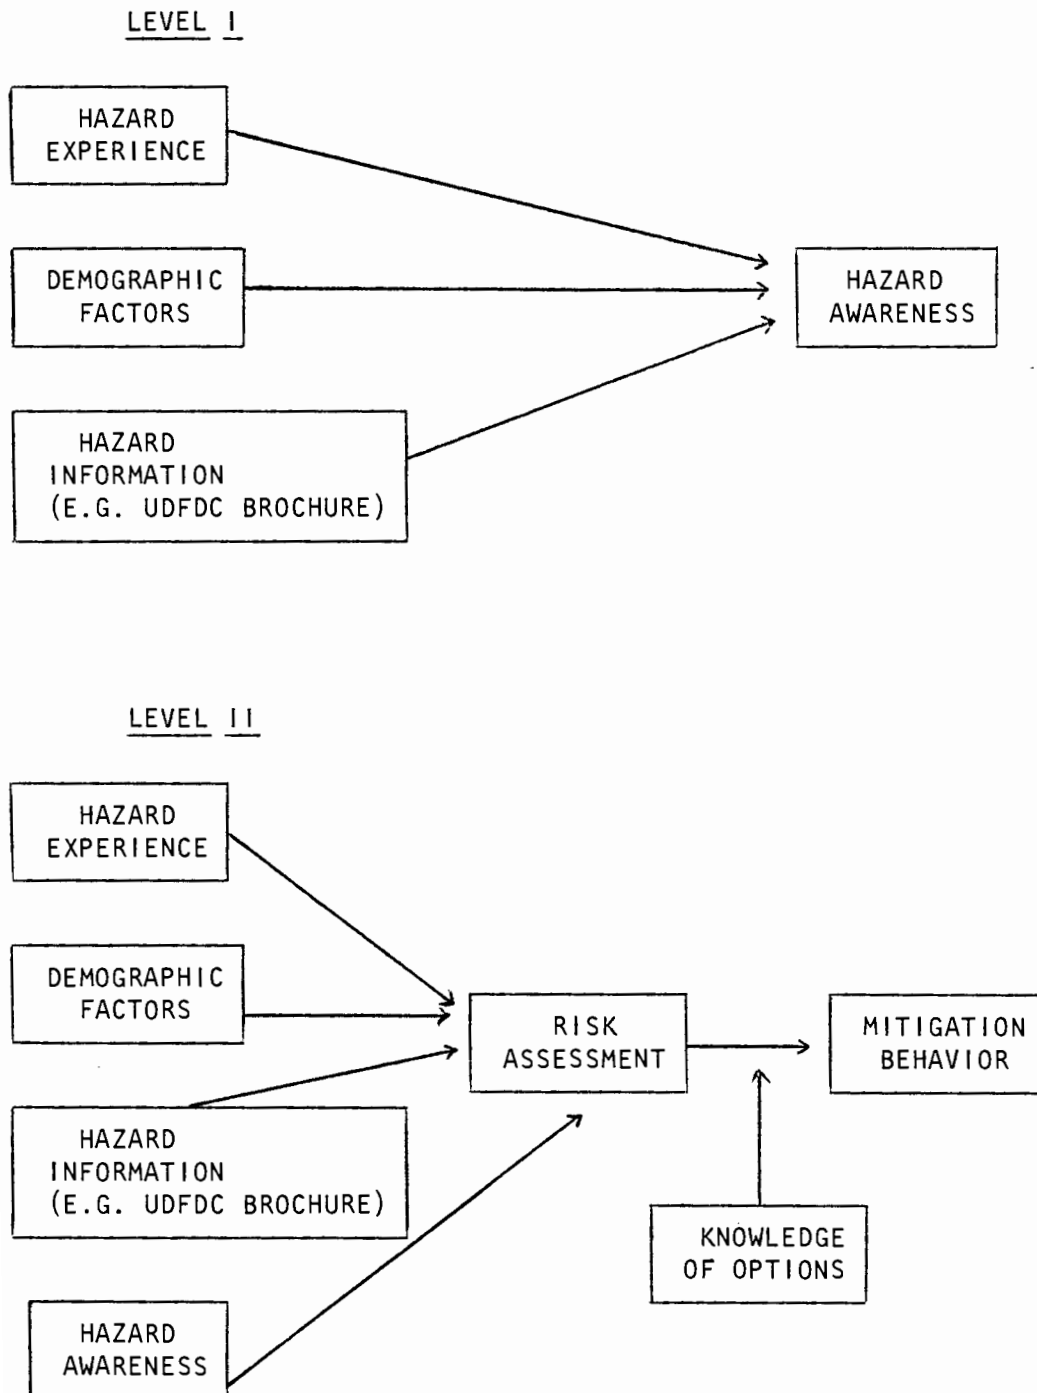 LEVEL I
HAZARD
EXPERIENCE
DEMOGRAPHIC
FACTORS
HAZARD
INFORMATION
(E.G. UDFDC BROCHURE)
HAZARD
AWARENESS
LEVEL II
HAZARD
EXPERIENCE
DEMOGRAPHIC
FACTORS
HAZARD
INFORMATION
(E.G. UDFDC BROCHURE)
HAZARD
AWARENESS
RISK
ASSESSMENT
MITIGATION
BEHAVIOR
KNOWLEDGE
OF OPTIONS